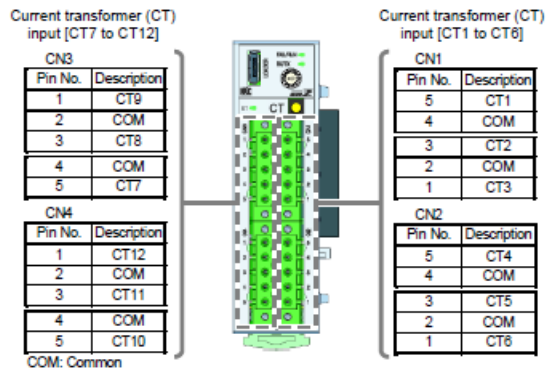 Current transformer (CT)
input [CT7 to CT12]
CN3
Pin No. Description
1 CT9
2 COM
3 CT8
4 COM
5 CT7
CN4
Pin No. Description
1 CT12
2 COM
3 CT11
4 COM
5 CT10
COM: Common
CT
Current transformer (CT)
input [CT1 to CT6]
CN1
Pin No. Description
5 CT1
4 COM
3 CT2
2 COM
1 CT3
CN2
Pin No. Description
5 CT4
4 COM
3 CT5
2 COM
1 CT6